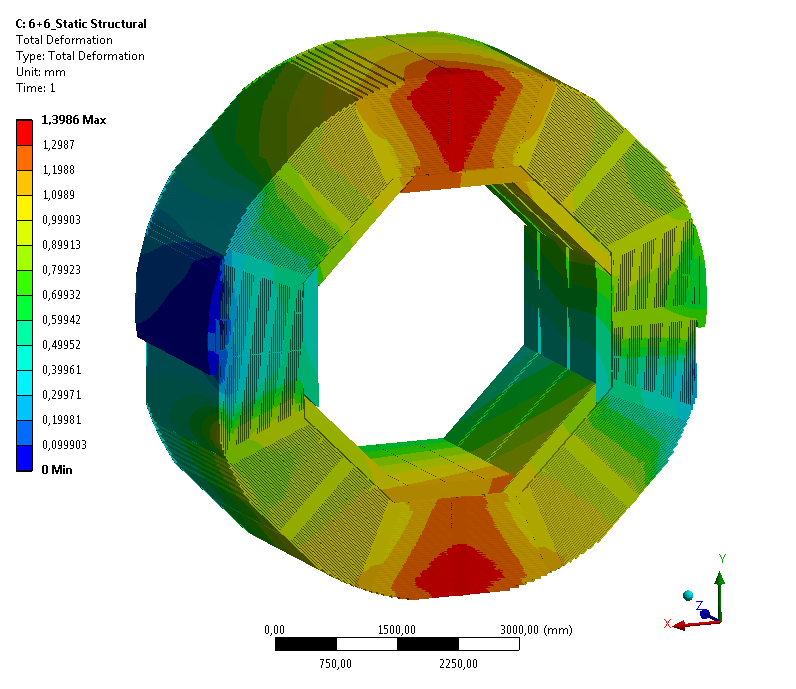 C: 6+6_Static Structural
Total Deformation
Type: Total Deformation
Unit: mm
Time: 1
1,3986 Max
1,2987
1,1988
1,0989
0,99903
0,89913
0,79923
0,69932
0,59942
0,49952
0,39961
0,29971
0,19981
0,099903
0 Min
Y
Z
X
0,00 1500,00 3000,00 (mm)
750,00 2250,00